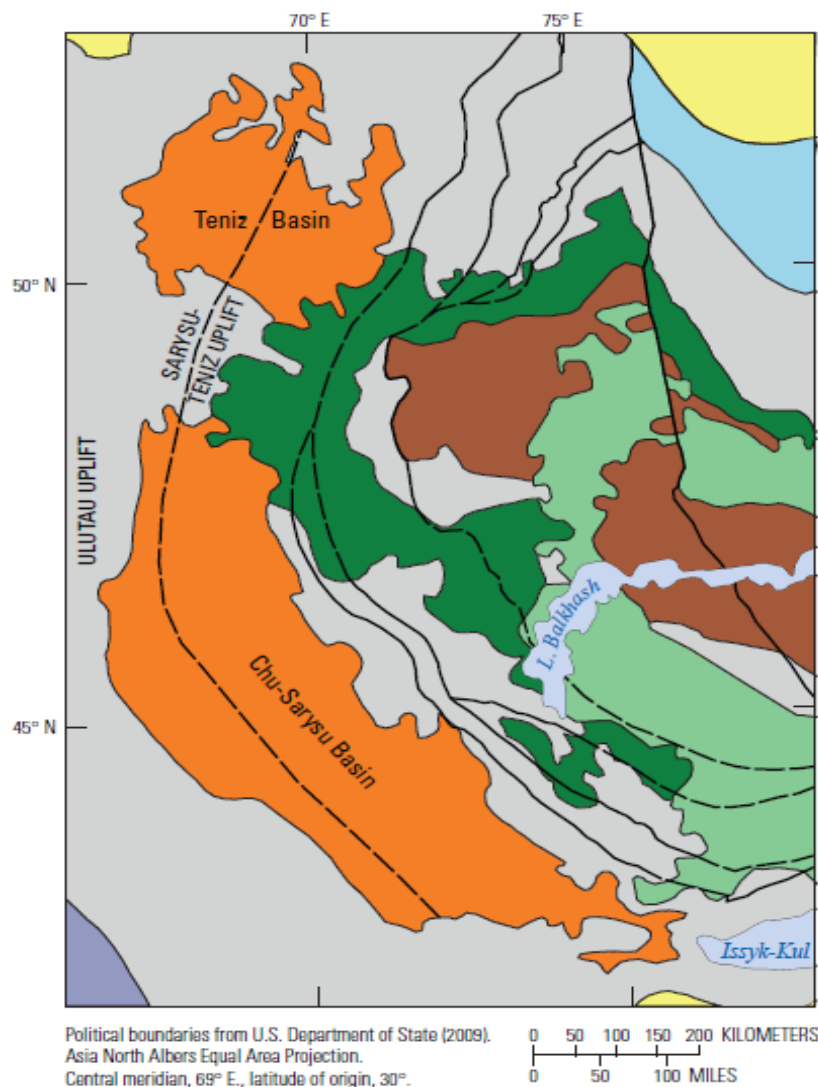 70° E 75° E
Teniz Basin
50° N
SARYSU-
TENIZ UPLIFT
ULUTAU UPLIFT
L. Balkhash
Chu-Sarysu Basin
45° N
Issyk-Kul
Political boundaries from U.S. Department of State (2009).
Asia North Albers Equal Area Projection.
Central meridian, 69° E., latitude of origin, 30°.
0 50 100 150 200 KILOMETERS
0 50 100 MILES